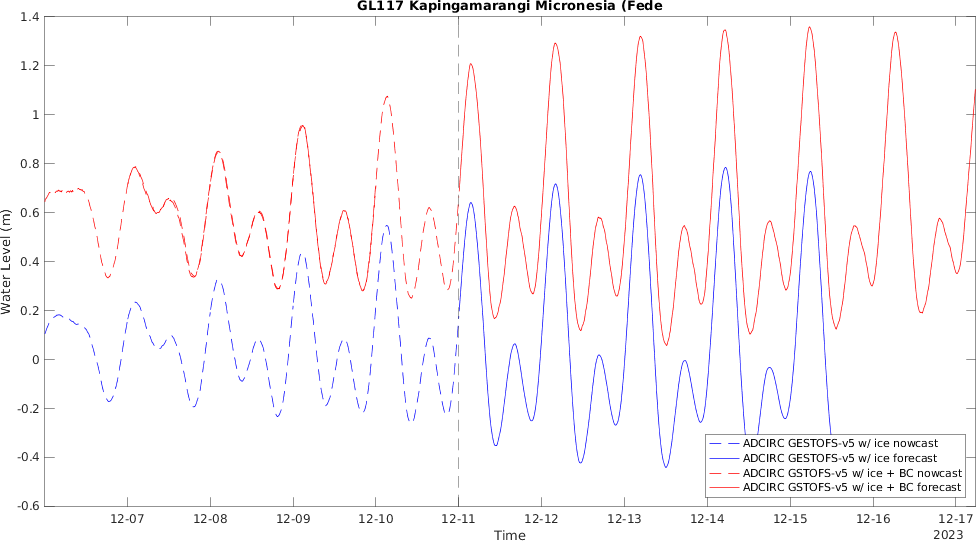 GL117 Kapingamarangi Micronesia (Fede
1.4
1.2
1
0.8
0.6
0.4
0.2
0
-0.2
-0.4
-0.6
Water Level (m)
ADCIRC GESTOFS-v5 w/ ice nowcast
ADCIRC GESTOFS-v5 w/ ice forecast
ADCIRC GSTOFS-v5 w/ ice + BC nowcast
ADCIRC GSTOFS-v5 w/ ice + BC forecast
12-07 12-08 12-09 12-10 12-11 12-12 12-13 12-14 12-15 12-16 12-17
Time
2023